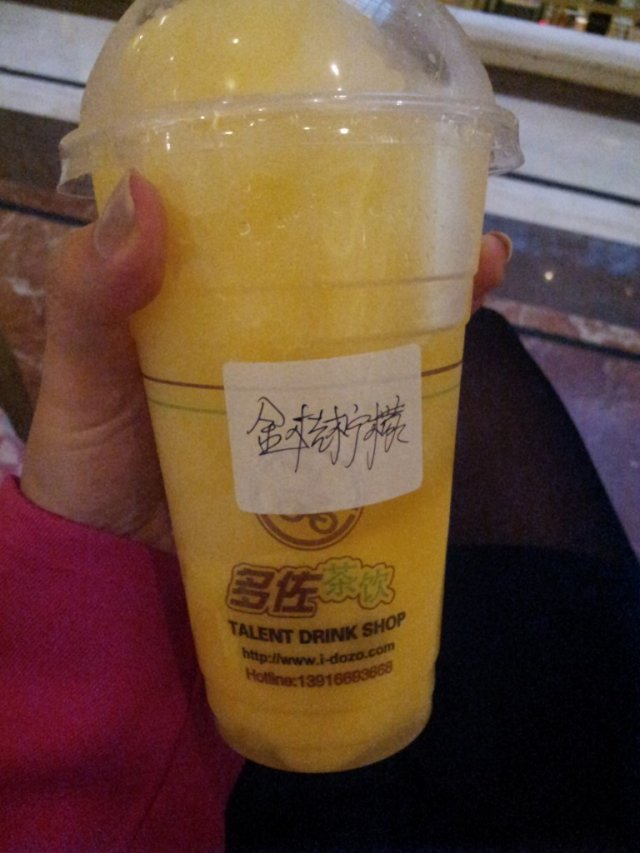 金桔柠檬
多佐茶饮
TALENT DRINK SHOP
http://www.i-dozo.com
Hotline:13916693668